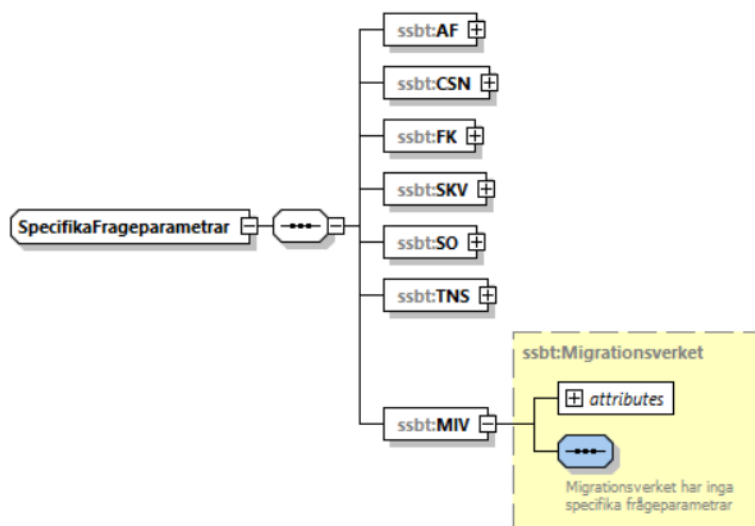 ssbt:AF
ssbt:CSN
ssbt:FK
SpecifikaFrageparametrar
ssbt:SKV
ssbt:SO
ssbt:TNS
ssbt:MIV
ssbt:Migrationsverket
attributes
Migrationsverket har inga
specifika frågeparametrar